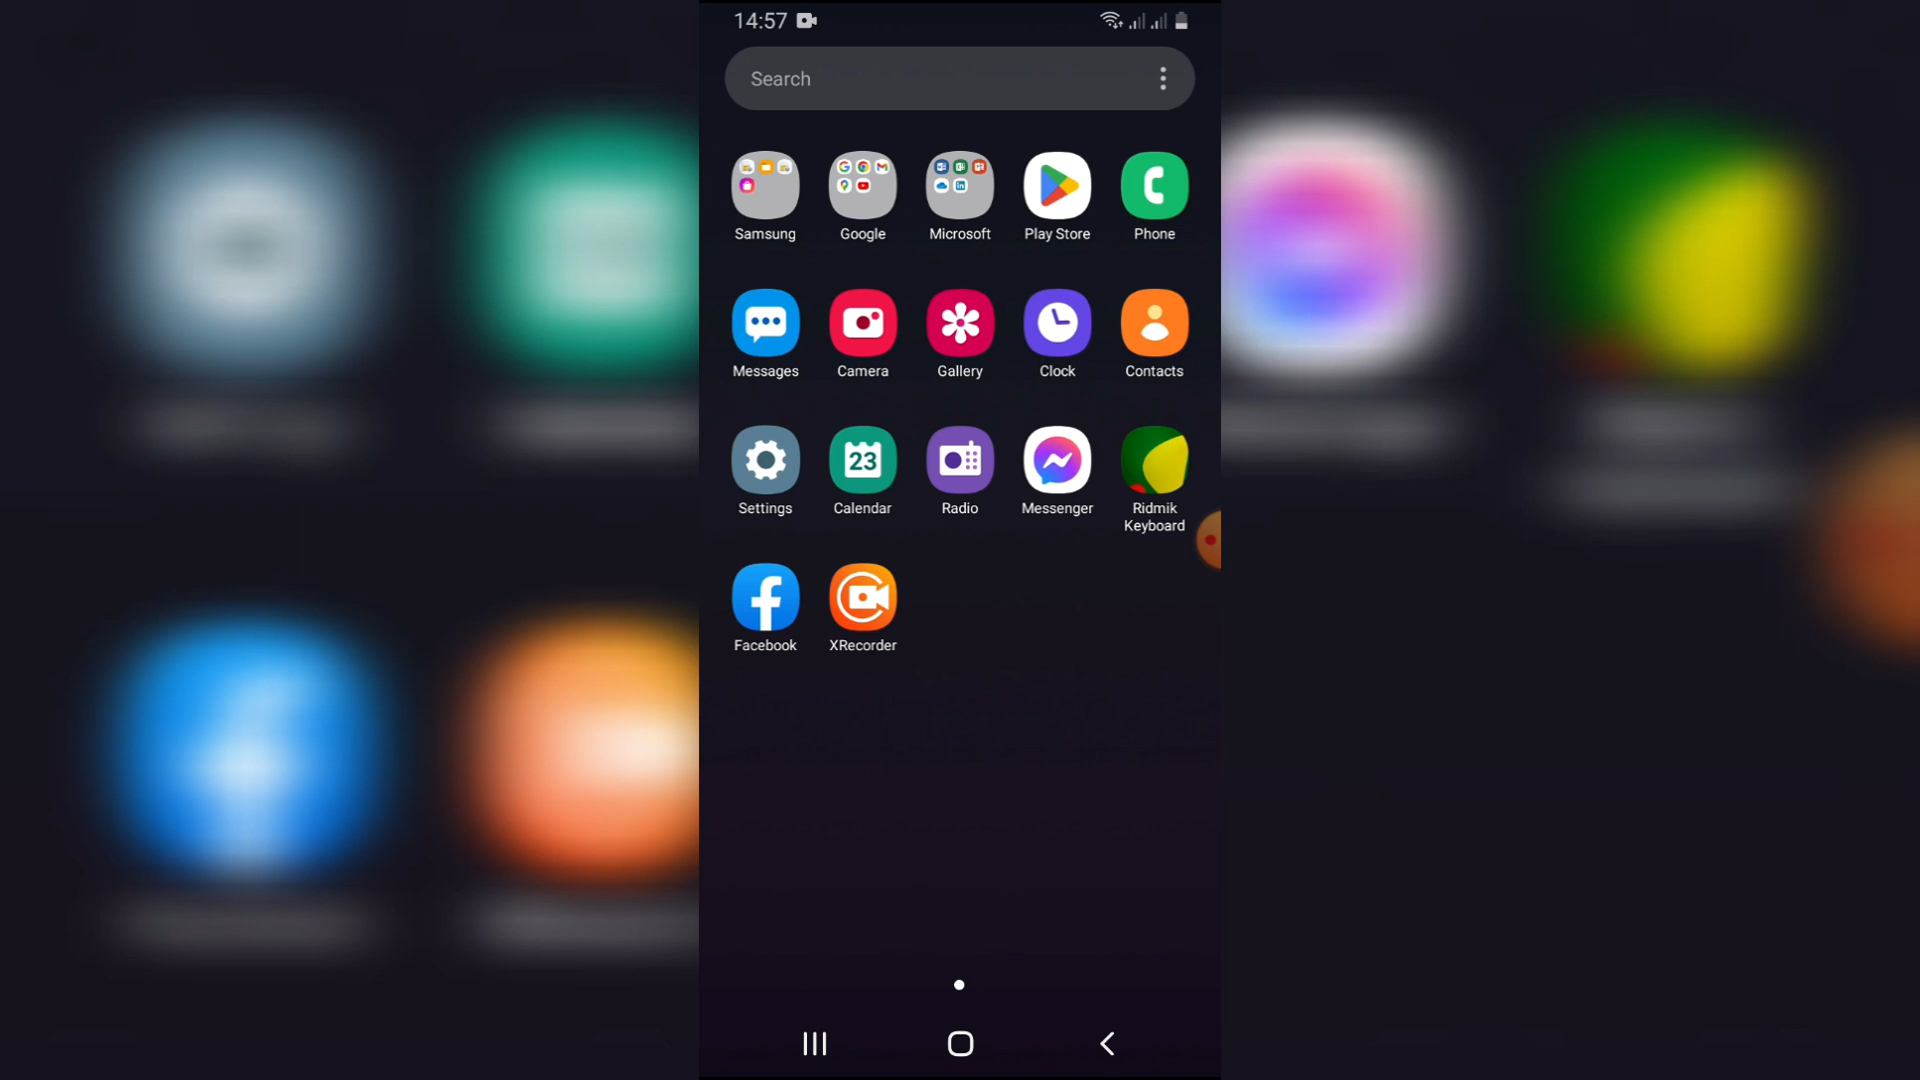 14:57
Search
Samsung Google Microsoft Play Store Phone
Messages Camera Gallery Clock Contacts
23
Settings Calendar Radio Messenger Ridmik
Keyboard
Facebook XRecorder